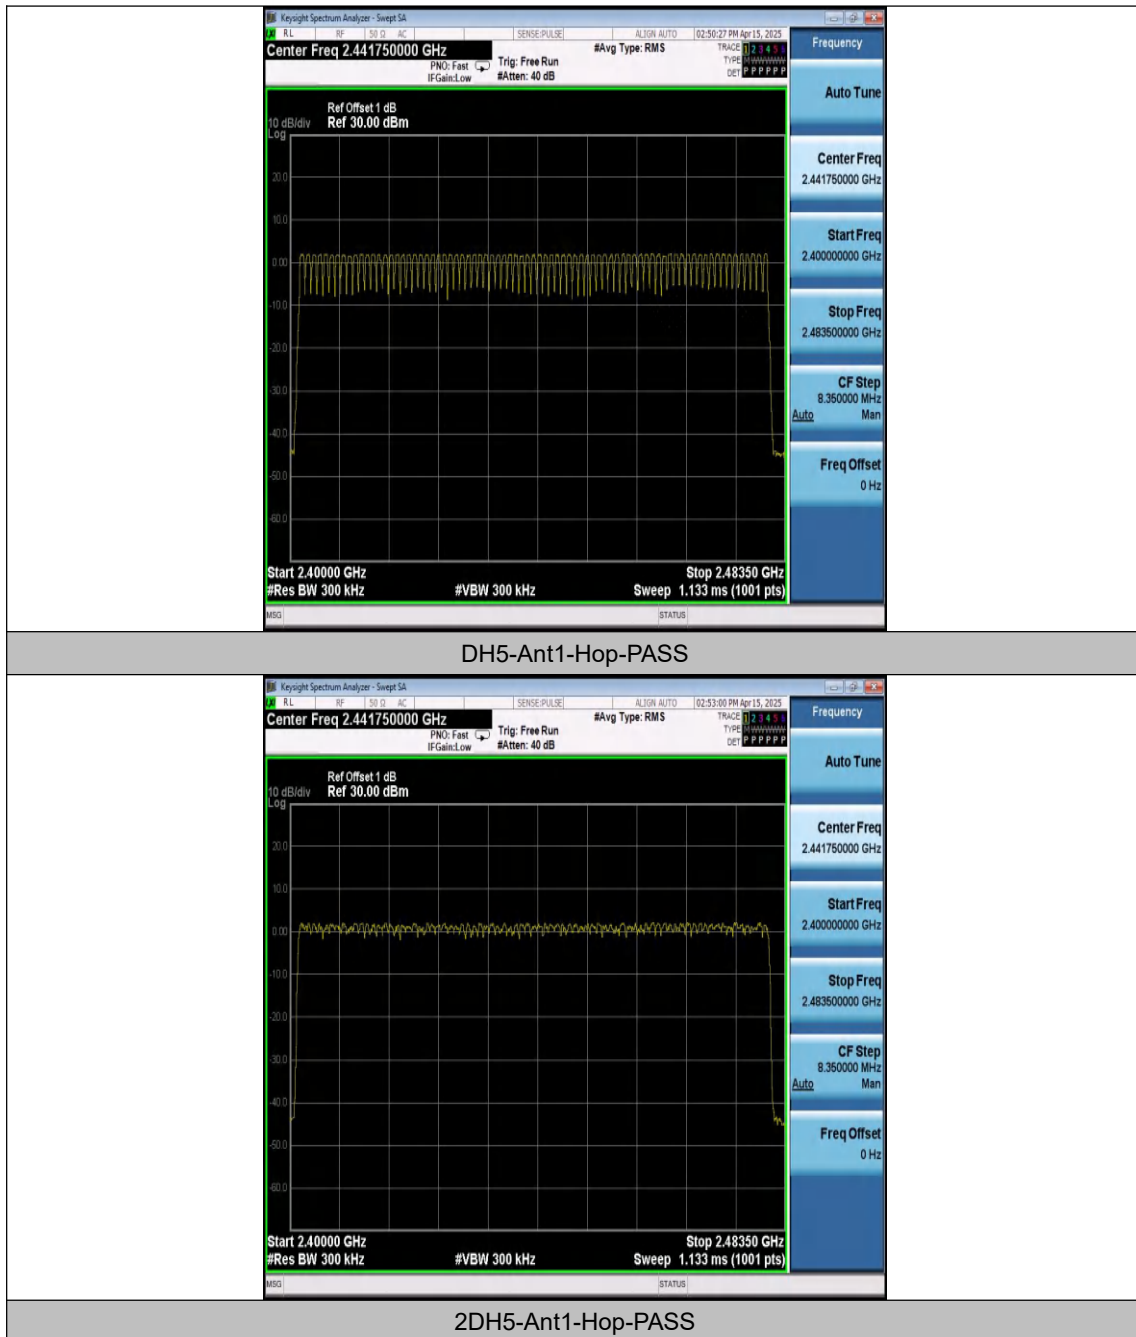 Keysight Spectrum Analyzer - Swept SA
RL RF 50 Ω AC SENSE:PULSE ALIGN AUTO 02:50:27 PM Apr 15, 2025
Center Freq 2.441750000 GHz #Avg Type: RMS TRACE 1 2 3 4 5 6
PNO: Fast Trig: Free Run TYPE M W W W W W
IFGain:Low #Atten: 40 dB DET P P P P P P
Frequency
Auto Tune
Ref Offset 1 dB
10 dB/div Ref 30.00 dBm
Log
20.0
10.0
0.00
-10.0
-20.0
-30.0
-40.0
-50.0
-60.0
Center Freq
2.441750000 GHz
Start Freq
2.400000000 GHz
Stop Freq
2.483500000 GHz
CF Step
8.350000 MHz
Auto Man
Freq Offset
0 Hz
Start 2.40000 GHz Stop 2.48350 GHz
#Res BW 300 kHz #VBW 300 kHz Sweep 1.133 ms (1001 pts)
MSG STATUS
DH5-Ant1-Hop-PASS
Keysight Spectrum Analyzer - Swept SA
RL RF 50 Ω AC SENSE:PULSE ALIGN AUTO 02:53:00 PM Apr 15, 2025
Center Freq 2.441750000 GHz #Avg Type: RMS TRACE 1 2 3 4 5 6
PNO: Fast Trig: Free Run TYPE M W W W W W
IFGain:Low #Atten: 40 dB DET P P P P P P
Frequency
Auto Tune
Ref Offset 1 dB
10 dB/div Ref 30.00 dBm
Log
20.0
10.0
0.00
-10.0
-20.0
-30.0
-40.0
-50.0
-60.0
Center Freq
2.441750000 GHz
Start Freq
2.400000000 GHz
Stop Freq
2.483500000 GHz
CF Step
8.350000 MHz
Auto Man
Freq Offset
0 Hz
Start 2.40000 GHz Stop 2.48350 GHz
#Res BW 300 kHz #VBW 300 kHz Sweep 1.133 ms (1001 pts)
MSG STATUS
2DH5-Ant1-Hop-PASS